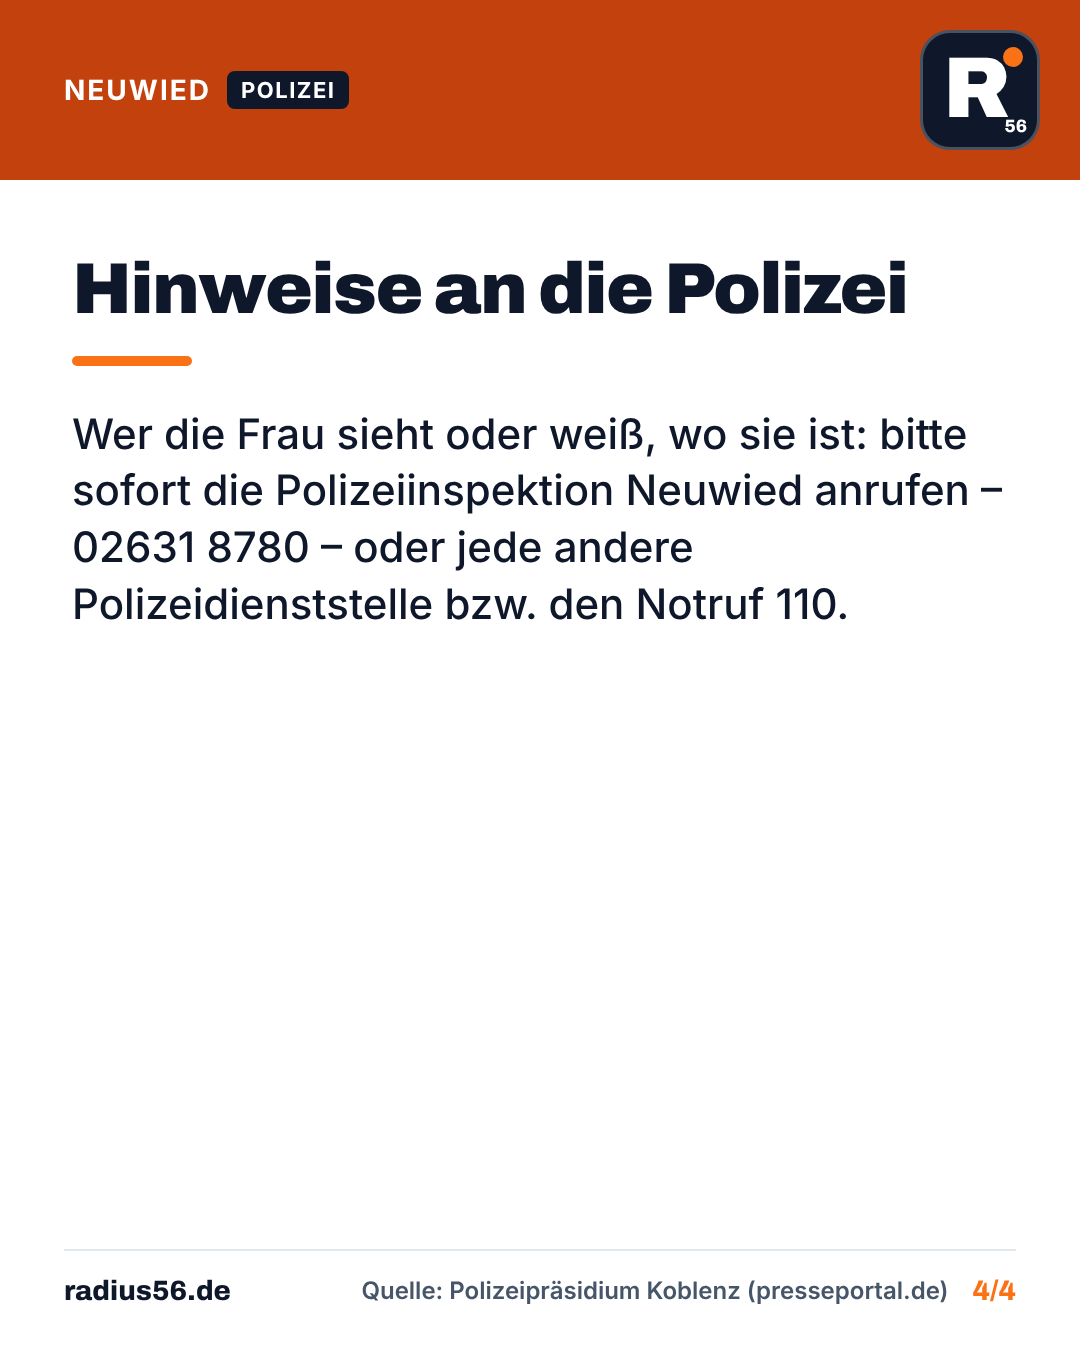 NEUWIED POLIZEI
R
56
Hinweise an die Polizei
Wer die Frau sieht oder weiß, wo sie ist: bitte
sofort die Polizeiinspektion Neuwied anrufen –
02631 8780 – oder jede andere
Polizeidienststelle bzw. den Notruf 110.
radius56.de Quelle: Polizeipräsidium Koblenz (presseportal.de) 4/4